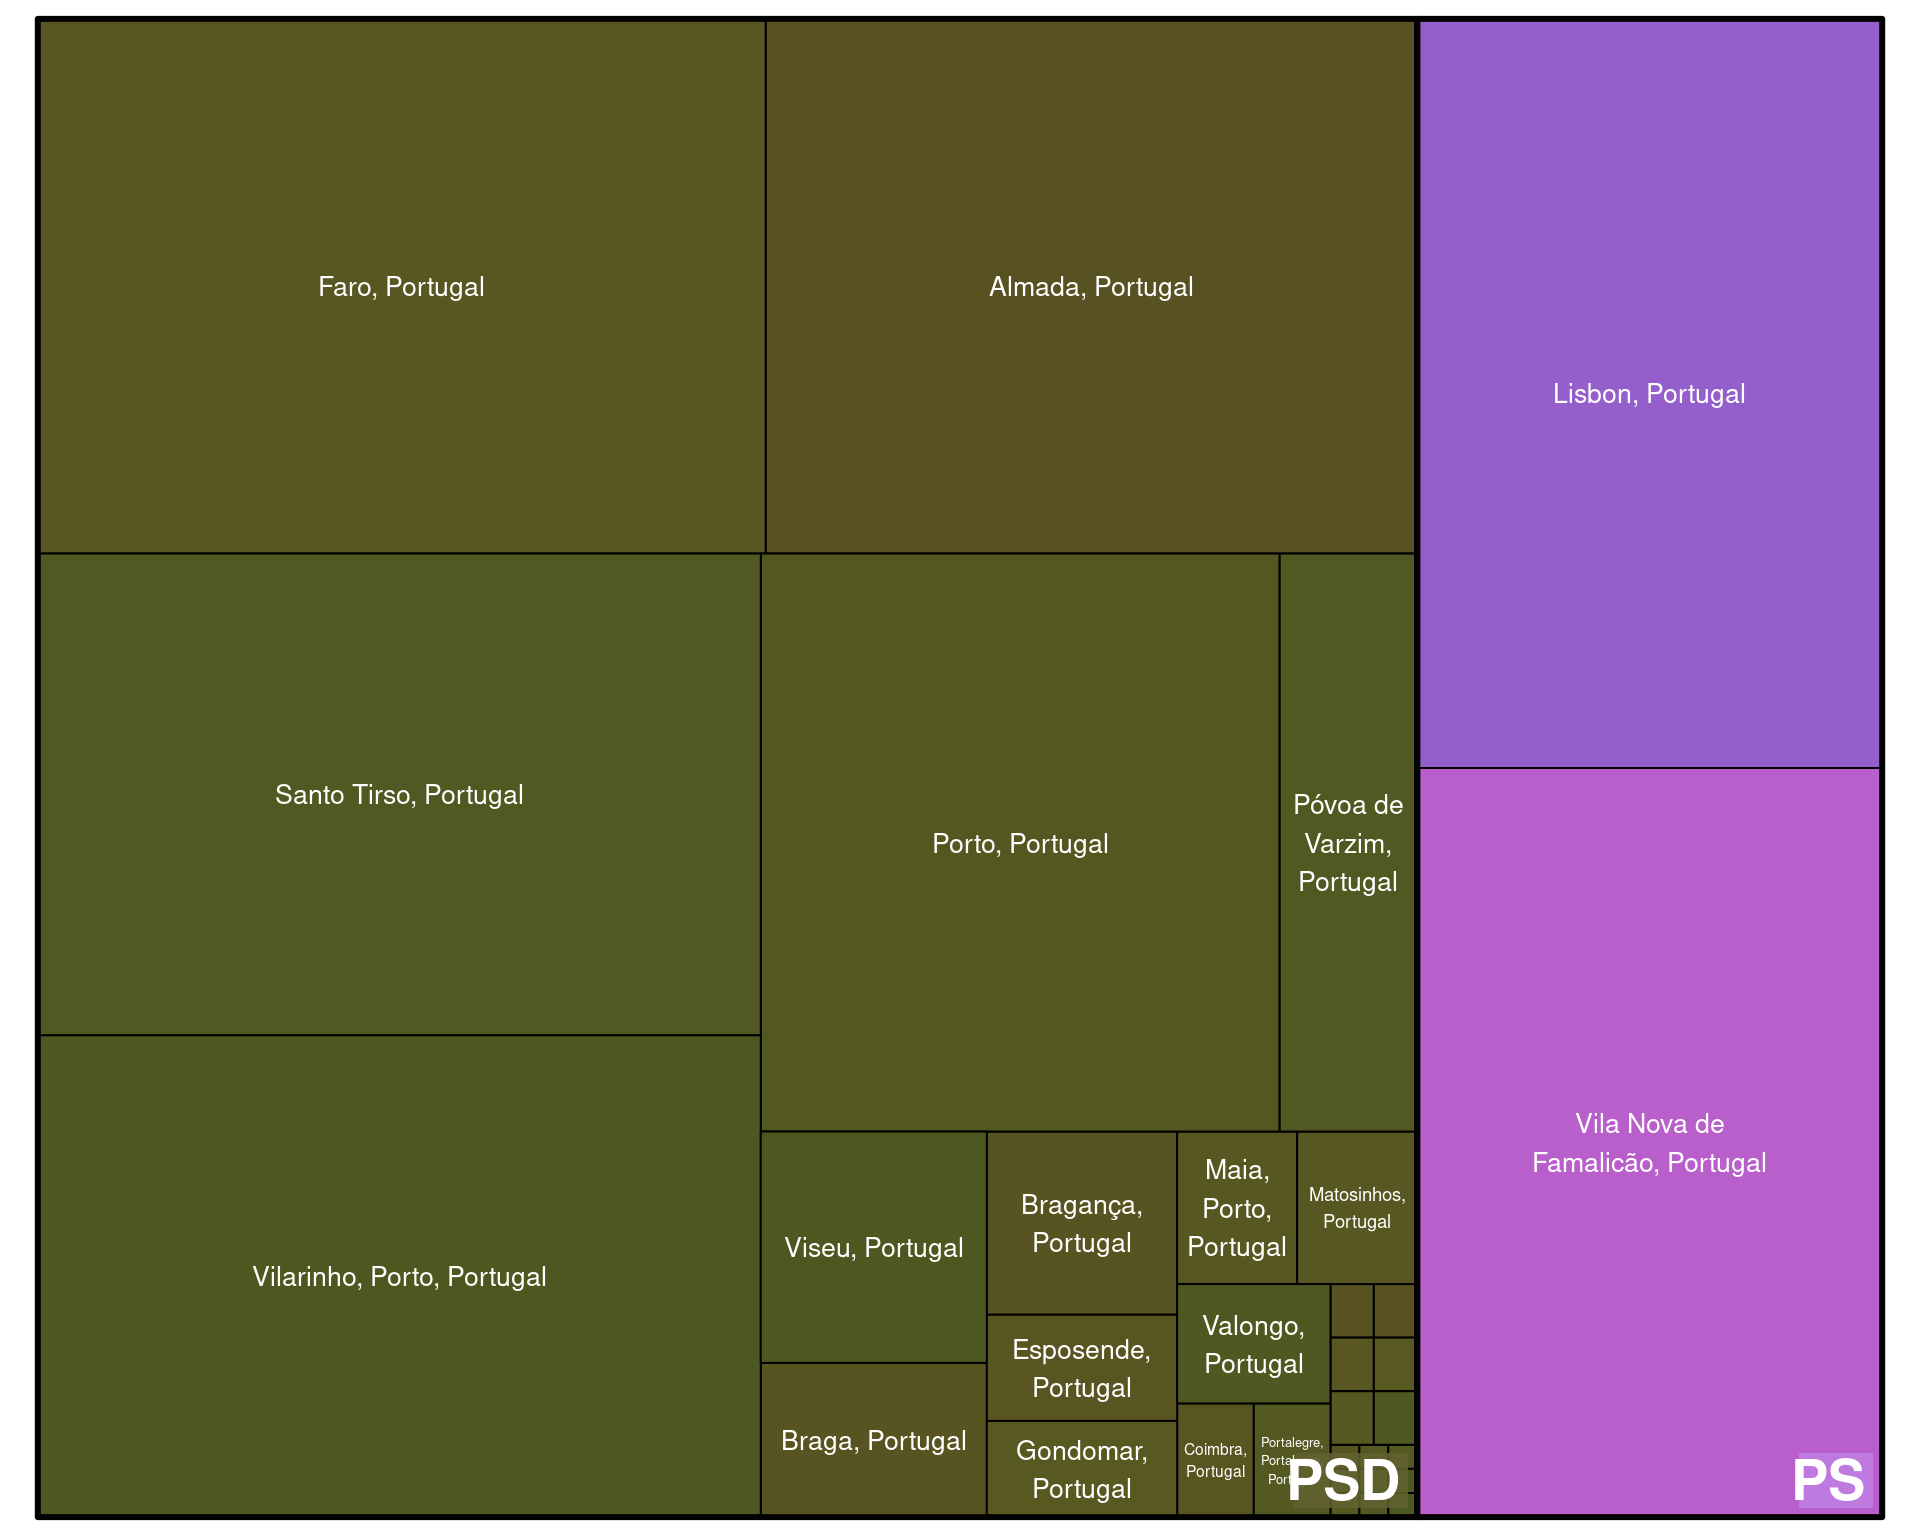 Faro, Portugal
Almada, Portugal
Lisbon, Portugal
Santo Tirso, Portugal
Porto, Portugal
Póvoa de
Varzim,
Portugal
Vila Nova de
Famalicão, Portugal
Vilarinho, Porto, Portugal
Viseu, Portugal
Bragança,
Portugal
Maia,
Porto,
Portugal
Matosinhos,
Portugal
Esposende,
Portugal
Valongo,
Portugal
Braga, Portugal
Gondomar,
Portugal
Coimbra,
Portugal
Portalegre,
PSD
PS